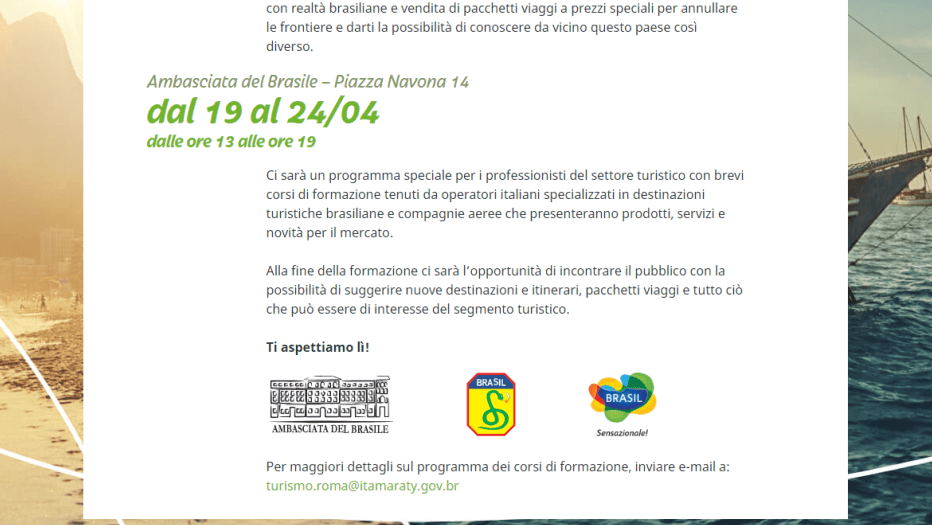 con realtà brasiliane e vendita di pacchetti viaggi a prezzi speciali per annullare
le frontiere e darti la possibilità di conoscere da vicino questo paese così
diverso.
Ambasciata del Brasile – Piazza Navona 14
dal 19 al 24/04
dalle ore 13 alle ore 19
Ci sarà un programma speciale per i professionisti del settore turistico con brevi
corsi di formazione tenuti da operatori italiani specializzati in destinazioni
turistiche brasiliane e compagnie aeree che presenteranno prodotti, servizi e
novità per il mercato.
Alla fine della formazione ci sarà l'opportunità di incontrare il pubblico con la
possibilità di suggerire nuove destinazioni e itinerari, pacchetti viaggi e tutto ciò
che può essere di interesse del segmento turistico.
Ti aspettiamo lì!
AMBASCIATA DEL BRASILE
BRASIL
BRASIL
Sensazionale!
Per maggiori dettagli sul programma dei corsi di formazione, inviare e-mail a:
turismo.roma@itamaraty.gov.br